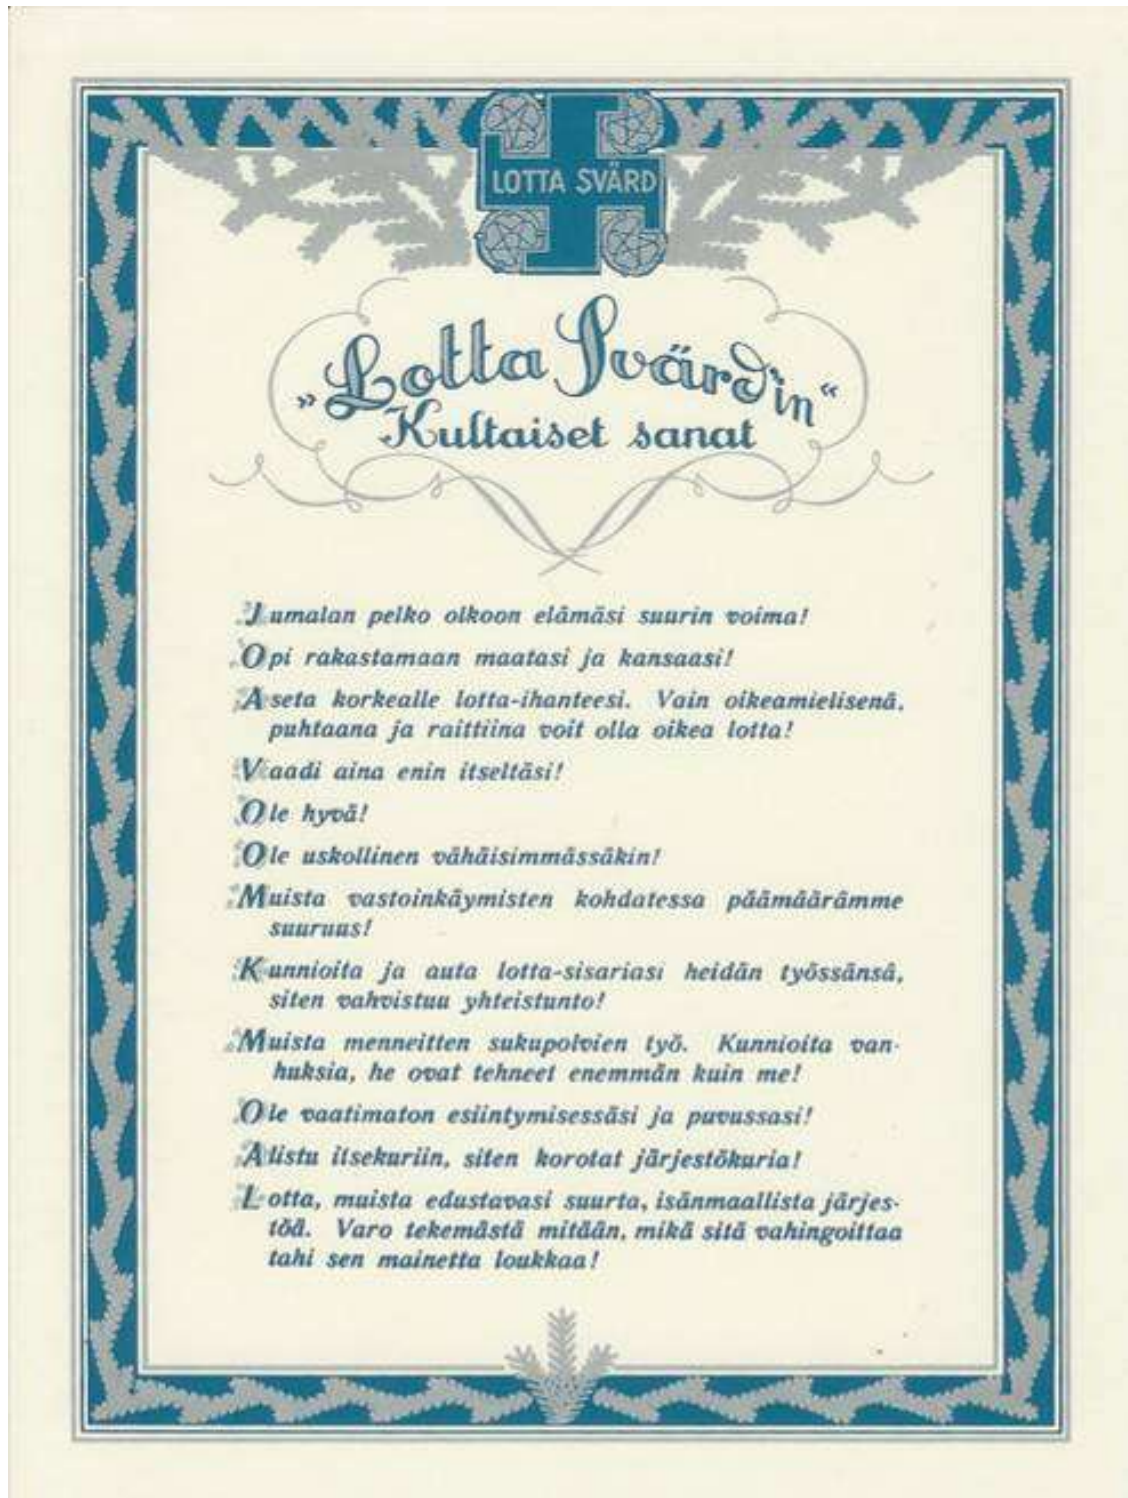 LOTTA SVÄRD
„Lotta Svärd'in“
Kultaiset sanat
Jumalan pelko olkoon elämäsi suurin voima!
Opi rakastamaan maatasi ja kansaasi!
Aseta korkealle lotta-ihanteesi. Vain oikeamielisenä,
puhtaana ja raittiina voit olla oikea lotta!
Vaadi aina enin itseltäsi!
Ole hyvä!
Ole uskollinen vähäisimmässäkin!
Muista vastoinkäymisten kohdatessa päämäärämme
suuruus!
Kunnioita ja auta lotta-sisariasi heidän työssänsä,
siten vahvistuu yhteistunto!
Muista menneitten sukupolvien työ. Kunnioita van-
huksia, he ovat tehneet enemmän kuin me!
Ole vaatimaton esiintymisessäsi ja puvussasi!
Alistu itsekuriin, siten korotat järjestökuria!
Lotta, muista edustavasi suurta, isänmaallista järjes-
töä. Varo tekemästä mitään, mikä sitä vahingoittaa
tahi sen mainetta loukkaa!